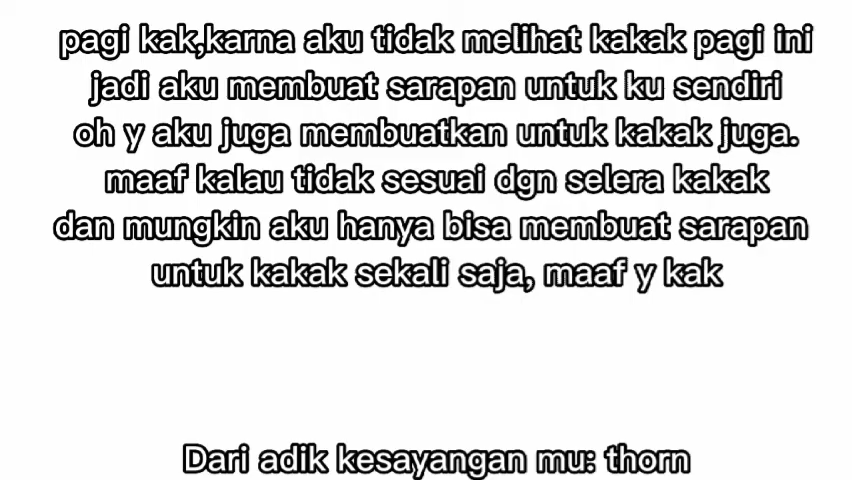 pagi kak,karna aku tidak melihat kakak pagi ini
jadi aku membuat sarapan untuk ku sendiri
oh y aku juga membuatkan untuk kakak juga.
maaf kalau tidak sesuai dgn selera kakak
dan mungkin aku hanya bisa membuat sarapan
untuk kakak sekali saja, maaf y kak
Dari adik kesayangan mu: thorn